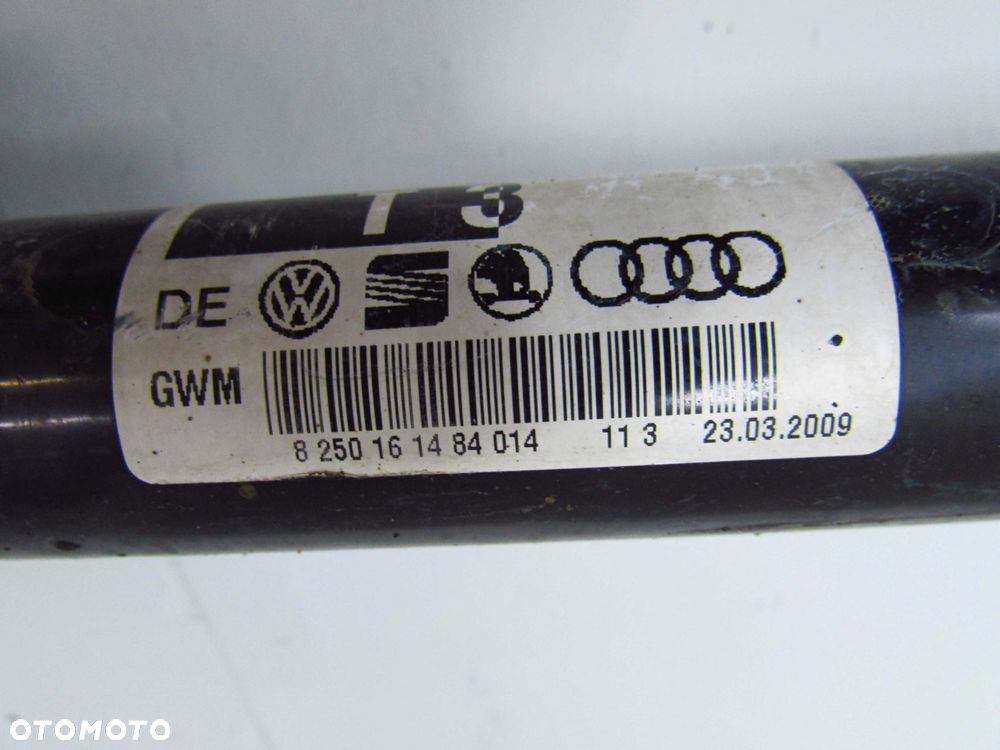 T 3
DE
GWM
8 250 16 14 84 014 11 3 23.03.2009
OTOMOTO